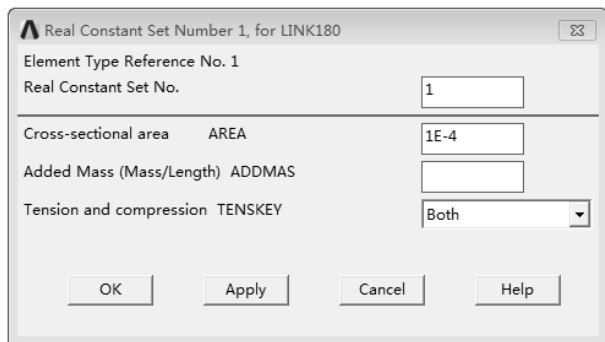 Real Constant Set Number 1, for LINK180
Element Type Reference No. 1
Real Constant Set No. 1
Cross-sectional area AREA 1E-4
Added Mass (Mass/Length) ADDMAS
Tension and compression TENSKEY Both
OK Apply Cancel Help